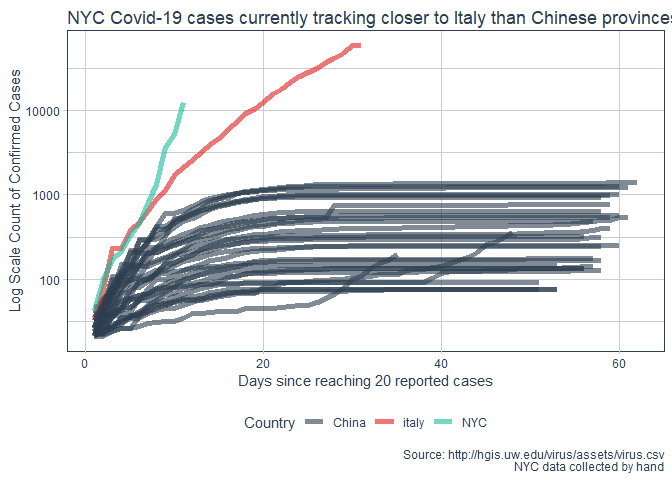 NYC Covid-19 cases currently tracking closer to Italy than Chinese provinces
Log Scale Count of Confirmed Cases
10000
1000
100
0
20
40
60
Days since reaching 20 reported cases
Country
China
italy
NYC
Source: http://hgis.uw.edu/virus/assets/virus.csv
NYC data collected by hand